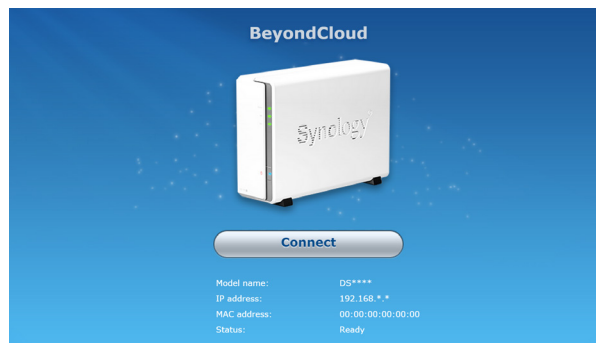 BeyondCloud
Synology
Connect
Model name: DS****
IP address: 192.168.*.*
MAC address: 00:00:00:00:00:00
Status: Ready